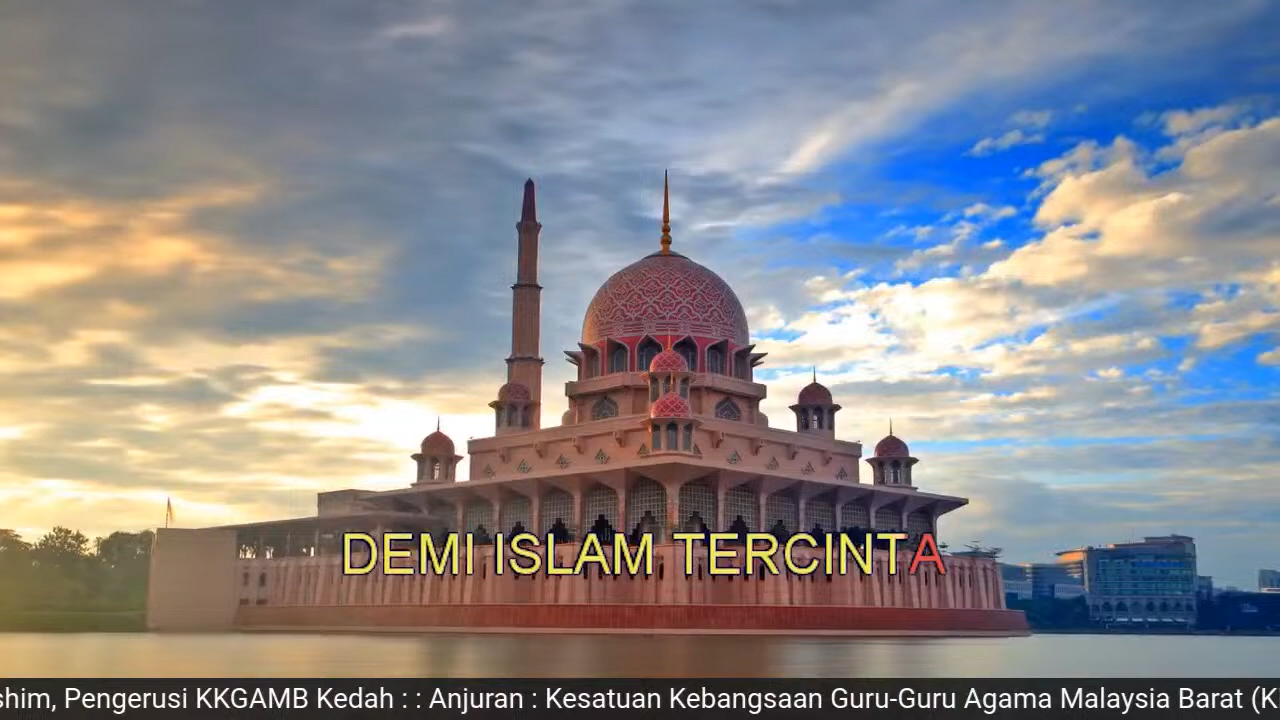 DEMI ISLAM TERCINTA
shim, Pengerusi KKGAMB Kedah : : Anjuran : Kesatuan Kebangsaan Guru-Guru Agama Malaysia Barat (K